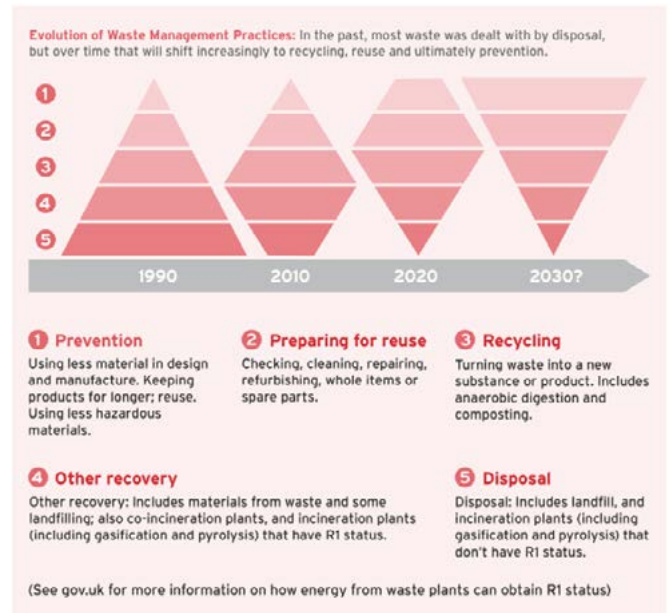 Evolution of Waste Management Practices: In the past, most waste was dealt with by disposal,
but over time that will shift increasingly to recycling, reuse and ultimately prevention.
1
2
3
4
5
1990 2010 2020 2030?
1 Prevention
Using less material in design
and manufacture. Keeping
products for longer; reuse.
Using less hazardous
materials.
2 Preparing for reuse
Checking, cleaning, repairing,
refurbishing, whole items or
spare parts.
3 Recycling
Turning waste into a new
substance or product. Includes
anaerobic digestion and
composting.
4 Other recovery
Other recovery: Includes materials from waste and some
landfilling; also co-incineration plants, and incineration plants
(including gasification and pyrolysis) that have R1 status.
5 Disposal
Disposal: Includes landfill, and
incineration plants (including
gasification and pyrolysis) that
don't have R1 status.
(See gov.uk for more information on how energy from waste plants can obtain R1 status)